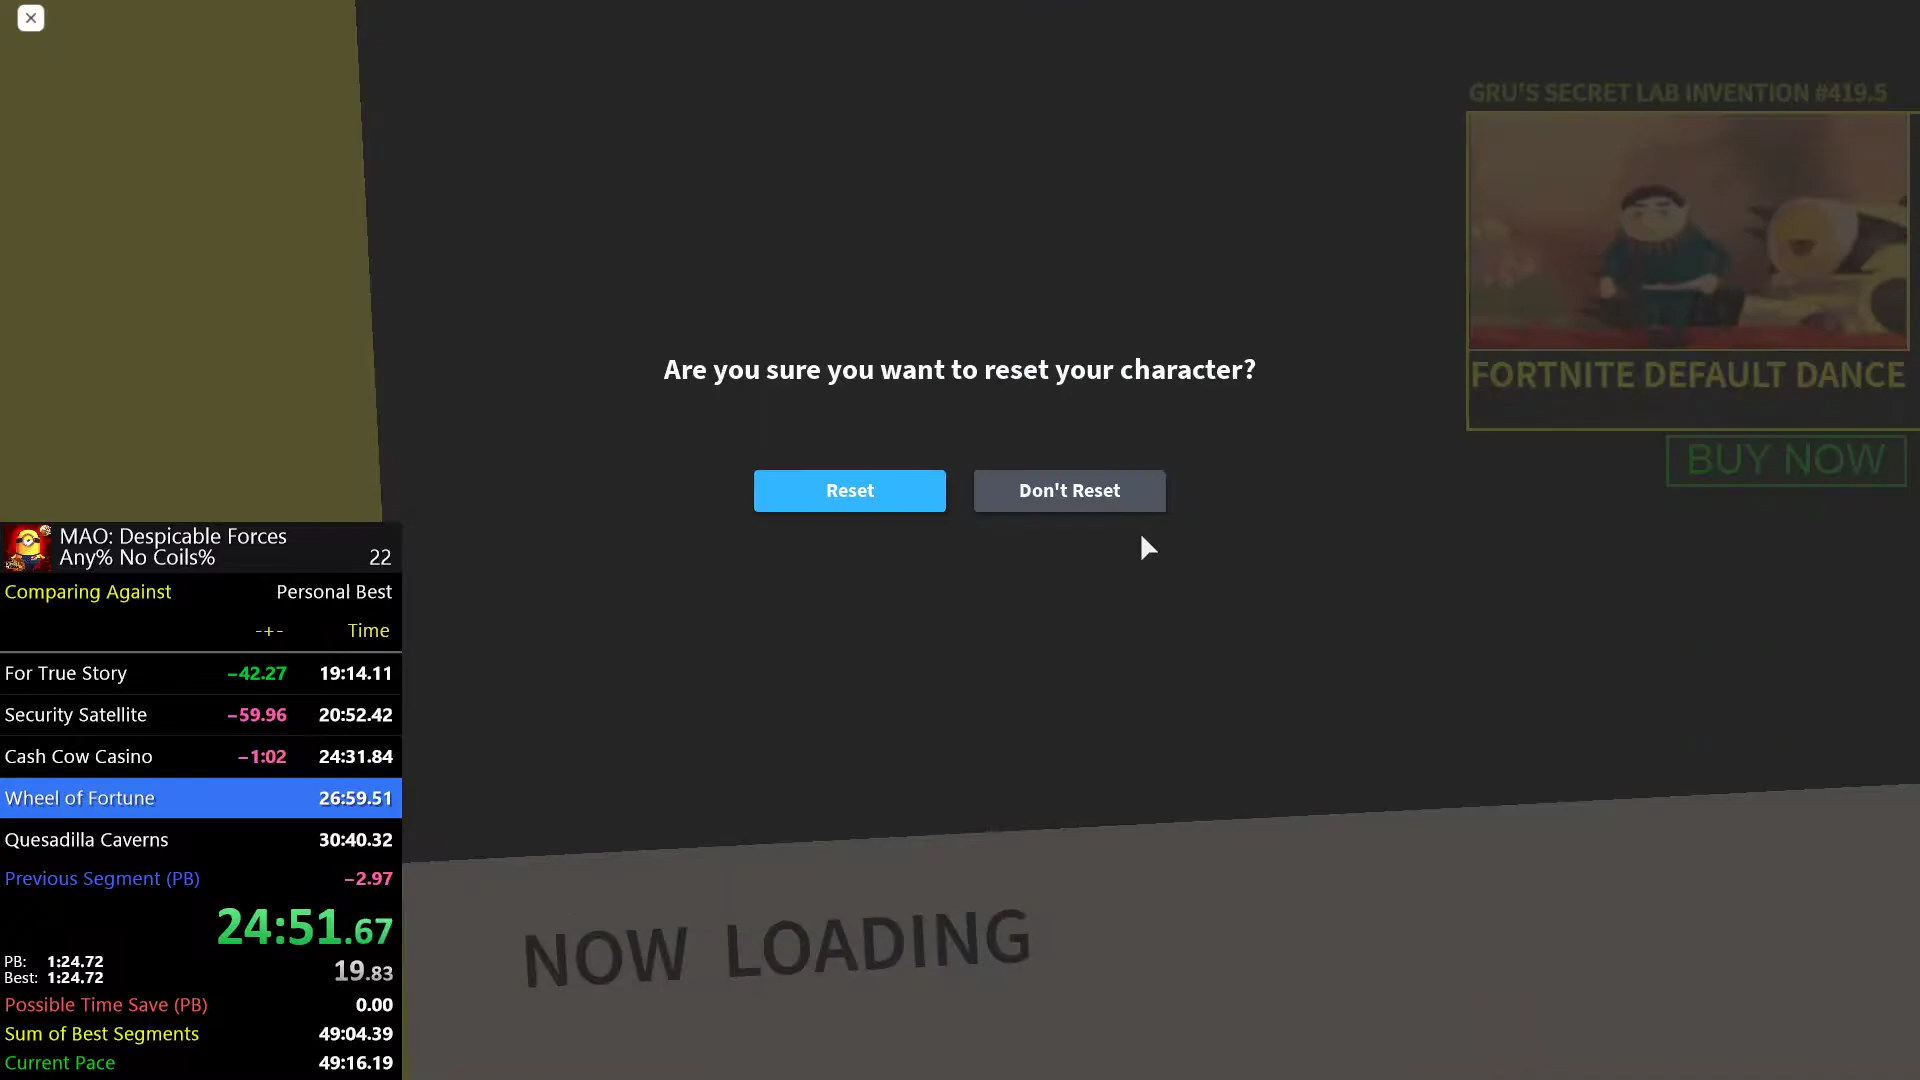 GRU'S SECRET LAB INVENTION #419.5
FORTNITE DEFAULT DANCE
BUY NOW
Are you sure you want to reset your character?
Reset
Don't Reset
MAO: Despicable Forces
Any% No Coils% 22
Comparing Against Personal Best
-+- Time
For True Story −42.27 19:14.11
Security Satellite −59.96 20:52.42
Cash Cow Casino −1:02 24:31.84
Wheel of Fortune 26:59.51
Quesadilla Caverns 30:40.32
Previous Segment (PB) −2.97
24:51.67
PB: 1:24.72
Best: 1:24.72
19.83
Possible Time Save (PB) 0.00
Sum of Best Segments 49:04.39
Current Pace 49:16.19
NOW LOADING